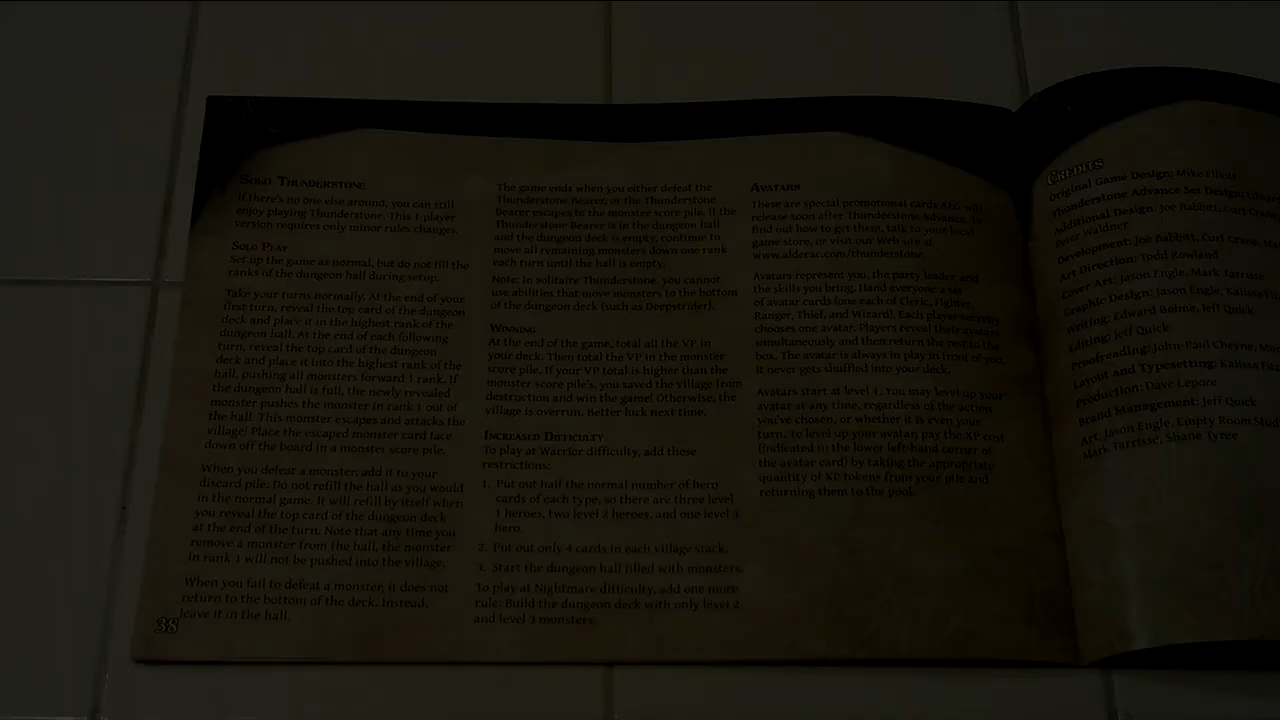 SOLO THUNDERSTONE
If there's no one else around, you can still
enjoy playing Thunderstone. This 1 player
version requires only minor rules changes.
SOLO PLAY
Set up the game as normal, but do not fill the
ranks of the dungeon hall during setup.
Take your turns normally. At the end of your
first turn, reveal the top card of the dungeon
deck and place it in the highest rank of the
dungeon hall. At the end of each following
turn, reveal the top card of the dungeon
deck and place it into the highest rank of the
hall, pushing all monsters forward 1 rank. If
the dungeon hall is full, the newly revealed
monster pushes the monster in rank 1 out of
the hall. This monster escapes and attacks the
village! Place the escaped monster card face
down off the board in a monster score pile.
When you defeat a monster, add it to your
discard pile. Do not refill the hall as you would
in the normal game. It will refill by itself when
you reveal the top card of the dungeon deck
at the end of the turn. Note that any time you
remove a monster from the hall, the monster
in rank 1 will not be pushed into the village.
When you fail to defeat a monster, it does not
return to the bottom of the deck. Instead,
leave it in the hall.
38
The game ends when you either defeat the
Thunderstone Bearer, or the Thunderstone
Bearer escapes to the monster score pile. If the
Thunderstone Bearer is in the dungeon hall
and the dungeon deck is empty, continue to
move all remaining monsters down one rank
each turn until the hall is empty.
Note: In solitaire Thunderstone, you cannot
use abilities that move monsters to the bottom
of the dungeon deck (such as Deepstrider).
WINNING
At the end of the game, total all the VP in
your deck. Then total the VP in the monster
score pile. If your VP total is higher than the
monster score pile's, you saved the village from
destruction and win the game! Otherwise, the
village is overrun. Better luck next time.
INCREASED DIFFICULTY
To play at Warrior difficulty, add these
restrictions:
1. Put out half the normal number of hero
cards of each type, so there are three level
1 heroes, two level 2 heroes, and one level 3
hero.
2. Put out only 4 cards in each village stack.
3. Start the dungeon hall filled with monsters.
To play at Nightmare difficulty, add one more
rule: Build the dungeon deck with only level 2
and level 3 monsters.
AVATARS
These are special promotional cards AEG will
release soon after Thunderstone Advance. To
find out how to get them, talk to your local
game store, or visit our Web site at
www.alderac.com/thunderstone.
Avatars represent you, the party leader, and
the skills you bring. Hand everyone a set
of avatar cards (one each of Cleric, Fighter,
Ranger, Thief, and Wizard). Each player secretly
chooses one avatar. Players reveal their avatars
simultaneously and then return the rest to the
box. The avatar is always in play in front of you.
It never gets shuffled into your deck.
Avatars start at level 1. You may level up your
avatar at any time, regardless of the action
you've chosen, or whether it is even your
turn. To level up your avatar, pay the XP cost
(indicated in the lower left-hand corner of
the avatar card) by taking the appropriate
quantity of XP tokens from your pile and
returning them to the pool.
CREDITS
Original Game Design: Mike Elliott
Thunderstone Advance Set Design:
Additional Design: Joe Babbitt, Curt
Peter Waldner
Development: Joe Babbitt, Curt Crane,
Art Direction: Todd Rowland
Cover Art: Jason Engle, Mark Tarrisse
Graphic Design: Jason Engle,
Writing: Edward Bolme, Jeff Quick
Editing: Jeff Quick
Proofreading: John-Paul Cheyne,
Layout and Typesetting:
Production: Dave Lepore
Brand Management: Jeff Quick
Art: Jason Engle, Empty Room
Mark Tarrisse, Shane Tyree